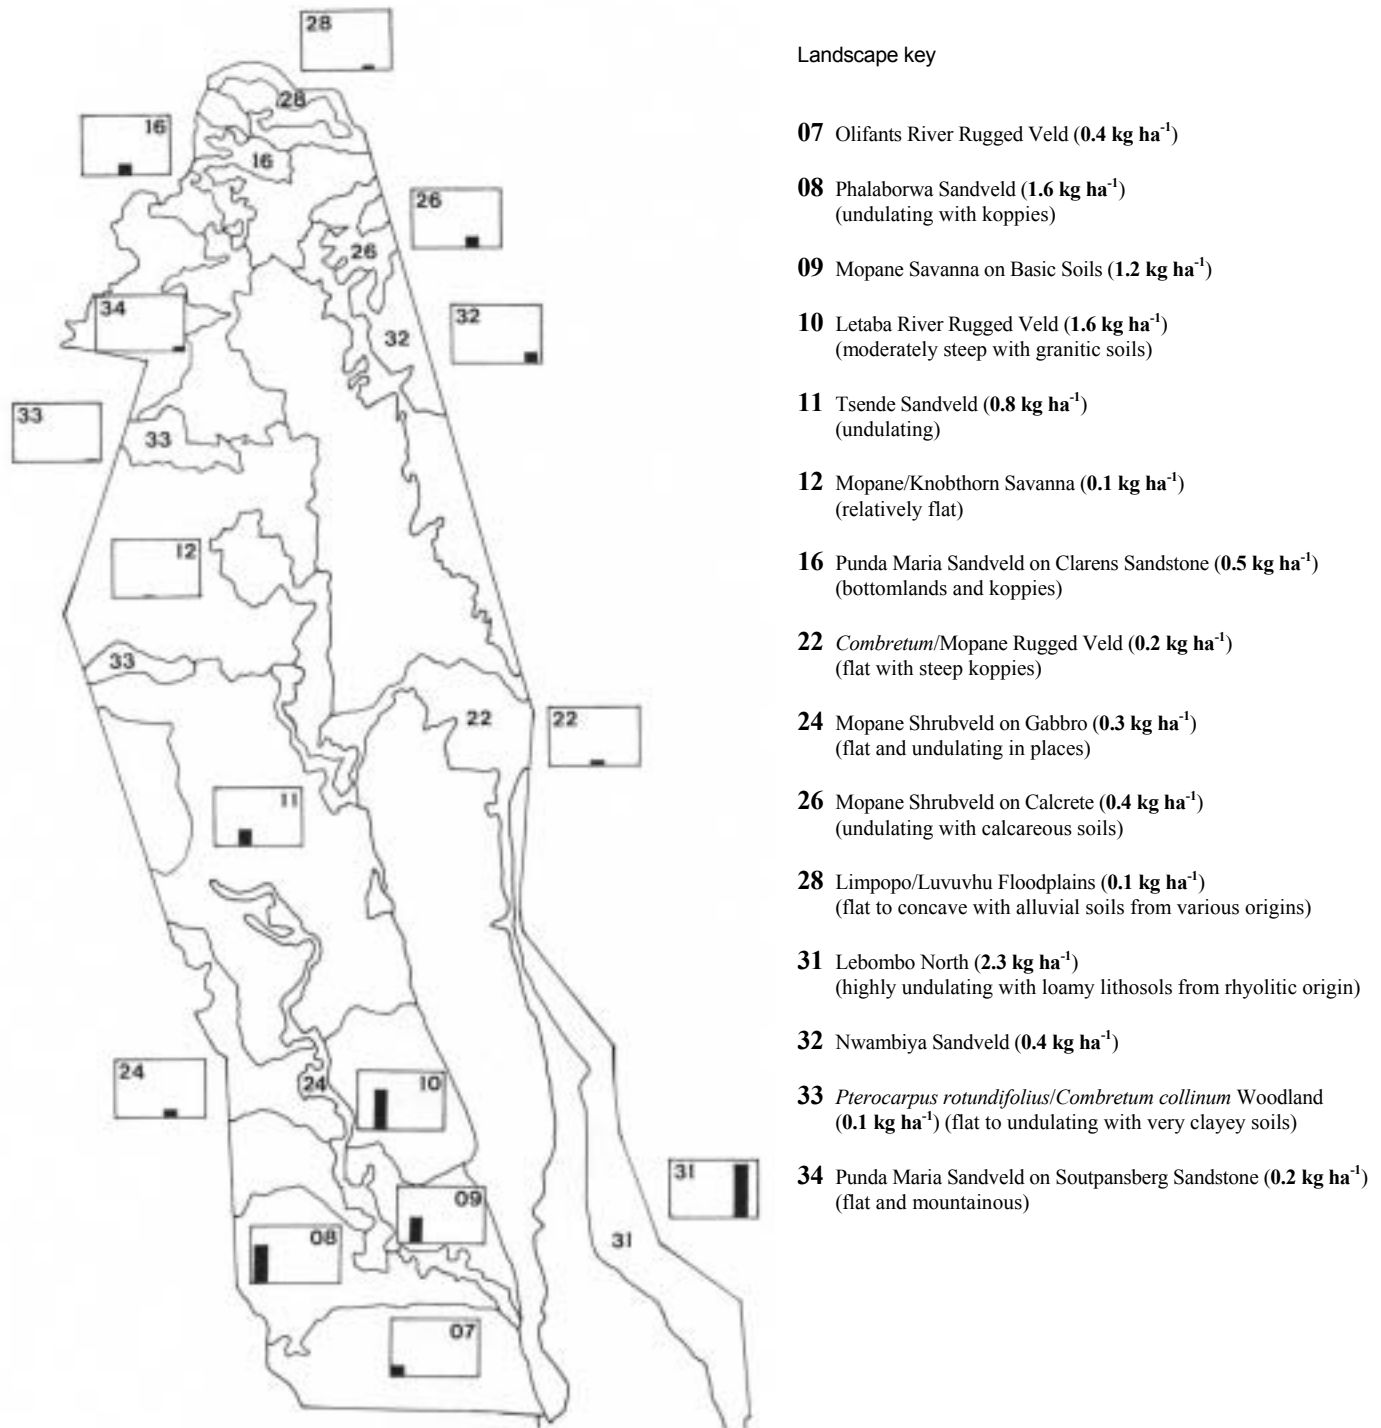 28
28
16
16
26
26
34
32
32
33
33
12
33
22
22
11
24
24
10
31
09
08
31
07
Landscape key
07 Olifants River Rugged Veld (0.4 kg ha⁻¹)
08 Phalaborwa Sandveld (1.6 kg ha⁻¹)
(undulating with koppies)
09 Mopane Savanna on Basic Soils (1.2 kg ha⁻¹)
10 Letaba River Rugged Veld (1.6 kg ha⁻¹)
(moderately steep with granitic soils)
11 Tsende Sandveld (0.8 kg ha⁻¹)
(undulating)
12 Mopane/Knobthorn Savanna (0.1 kg ha⁻¹)
(relatively flat)
16 Punda Maria Sandveld on Clarens Sandstone (0.5 kg ha⁻¹)
(bottomlands and koppies)
22 Combretum/Mopane Rugged Veld (0.2 kg ha⁻¹)
(flat with steep koppies)
24 Mopane Shrubveld on Gabbro (0.3 kg ha⁻¹)
(flat and undulating in places)
26 Mopane Shrubveld on Calcrete (0.4 kg ha⁻¹)
(undulating with calcareous soils)
28 Limpopo/Luvuvhu Floodplains (0.1 kg ha⁻¹)
(flat to concave with alluvial soils from various origins)
31 Lebombo North (2.3 kg ha⁻¹)
(highly undulating with loamy lithosols from rhyolitic origin)
32 Nwambiya Sandveld (0.4 kg ha⁻¹)
33 Pterocarpus rotundifolius/Combretum collinum Woodland
(0.1 kg ha⁻¹) (flat to undulating with very clayey soils)
34 Punda Maria Sandveld on Soutpansberg Sandstone (0.2 kg ha⁻¹)
(flat and mountainous)